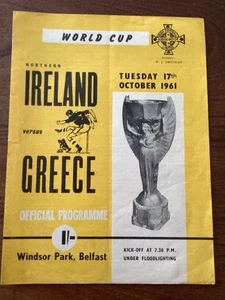 WORLD CUP
NORTHERN
IRELAND
VERSUS
GREECE
TUESDAY 17th
OCTOBER 1961
OFFICIAL PROGRAMME
1/-
Windsor Park, Belfast
KICK-OFF AT 7.30 P.M.
UNDER FLOODLIGHTING